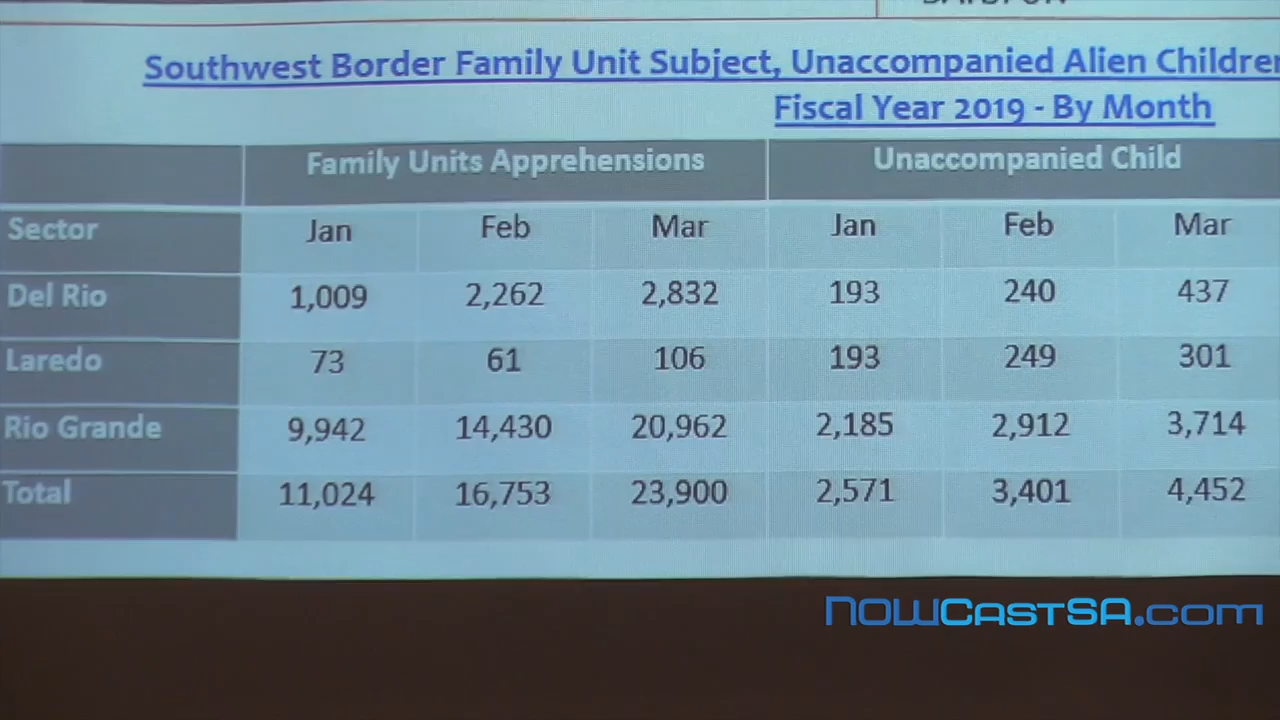 Southwest Border Family Unit Subject, Unaccompanied Alien Children
Fiscal Year 2019 - By Month
Family Units Apprehensions Unaccompanied Child
Sector Jan Feb Mar Jan Feb Mar
Del Rio 1,009 2,262 2,832 193 240 437
Laredo 73 61 106 193 249 301
Rio Grande 9,942 14,430 20,962 2,185 2,912 3,714
Total 11,024 16,753 23,900 2,571 3,401 4,452
NOWCastSA.com